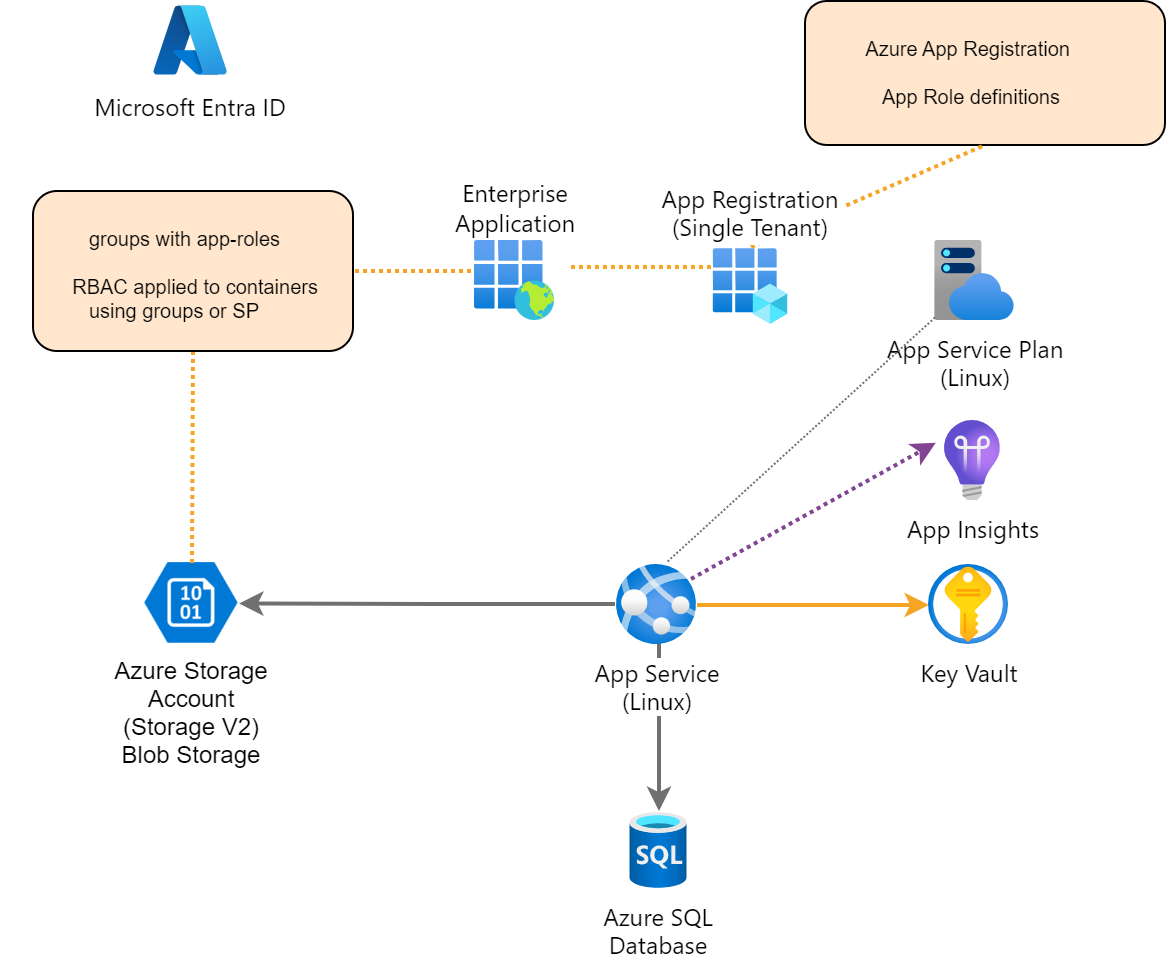 Microsoft Entra ID
Azure App Registration
App Role definitions
Enterprise
Application
App Registration
(Single Tenant)
groups with app-roles
RBAC applied to containers
using groups or SP
App Service Plan
(Linux)
App Insights
10
01
Azure Storage
Account
(Storage V2)
Blob Storage
App Service
(Linux)
Key Vault
SQL
Azure SQL
Database